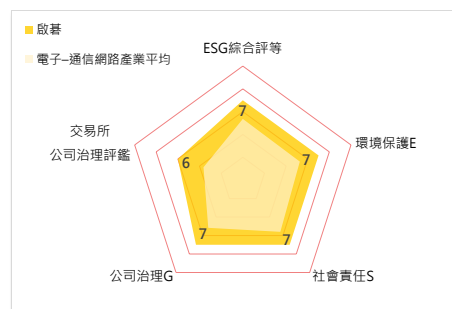 啟碁
電子–通信網路產業平均
ESG綜合評等
7
環境保護E
7
交易所
公司治理評鑑
6
7
7
公司治理G
社會責任S